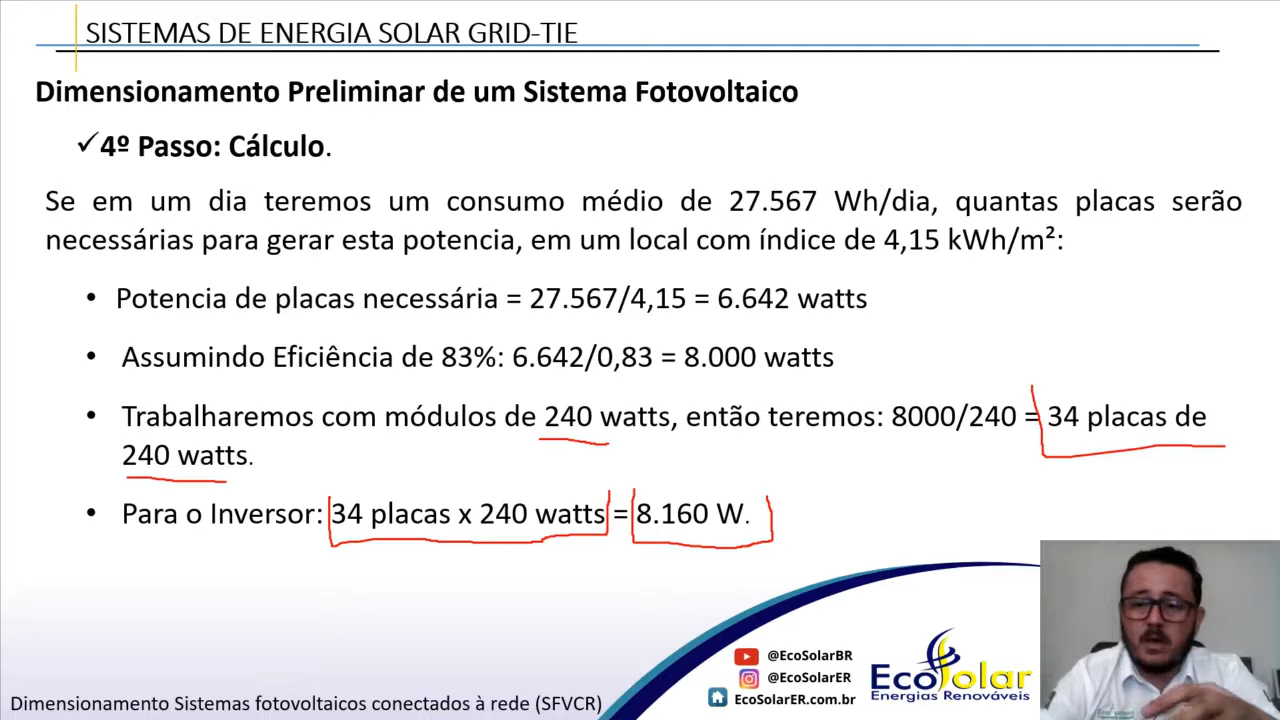 SISTEMAS DE ENERGIA SOLAR GRID-TIE
Dimensionamento Preliminar de um Sistema Fotovoltaico
✓4º Passo: Cálculo.
Se em um dia teremos um consumo médio de 27.567 Wh/dia, quantas placas serão
necessárias para gerar esta potencia, em um local com índice de 4,15 kWh/m²:
• Potencia de placas necessária = 27.567/4,15 = 6.642 watts
• Assumindo Eficiência de 83%: 6.642/0,83 = 8.000 watts
• Trabalharemos com módulos de 240 watts, então teremos: 8000/240 = 34 placas de
240 watts.
• Para o Inversor: 34 placas x 240 watts = 8.160 W.
@EcoSolarBR
@EcoSolarER
EcoSolarER.com.br
EcoSolar
Energias Renováveis
Dimensionamento Sistemas Fotovoltaicos conectados à rede (SFVCR)